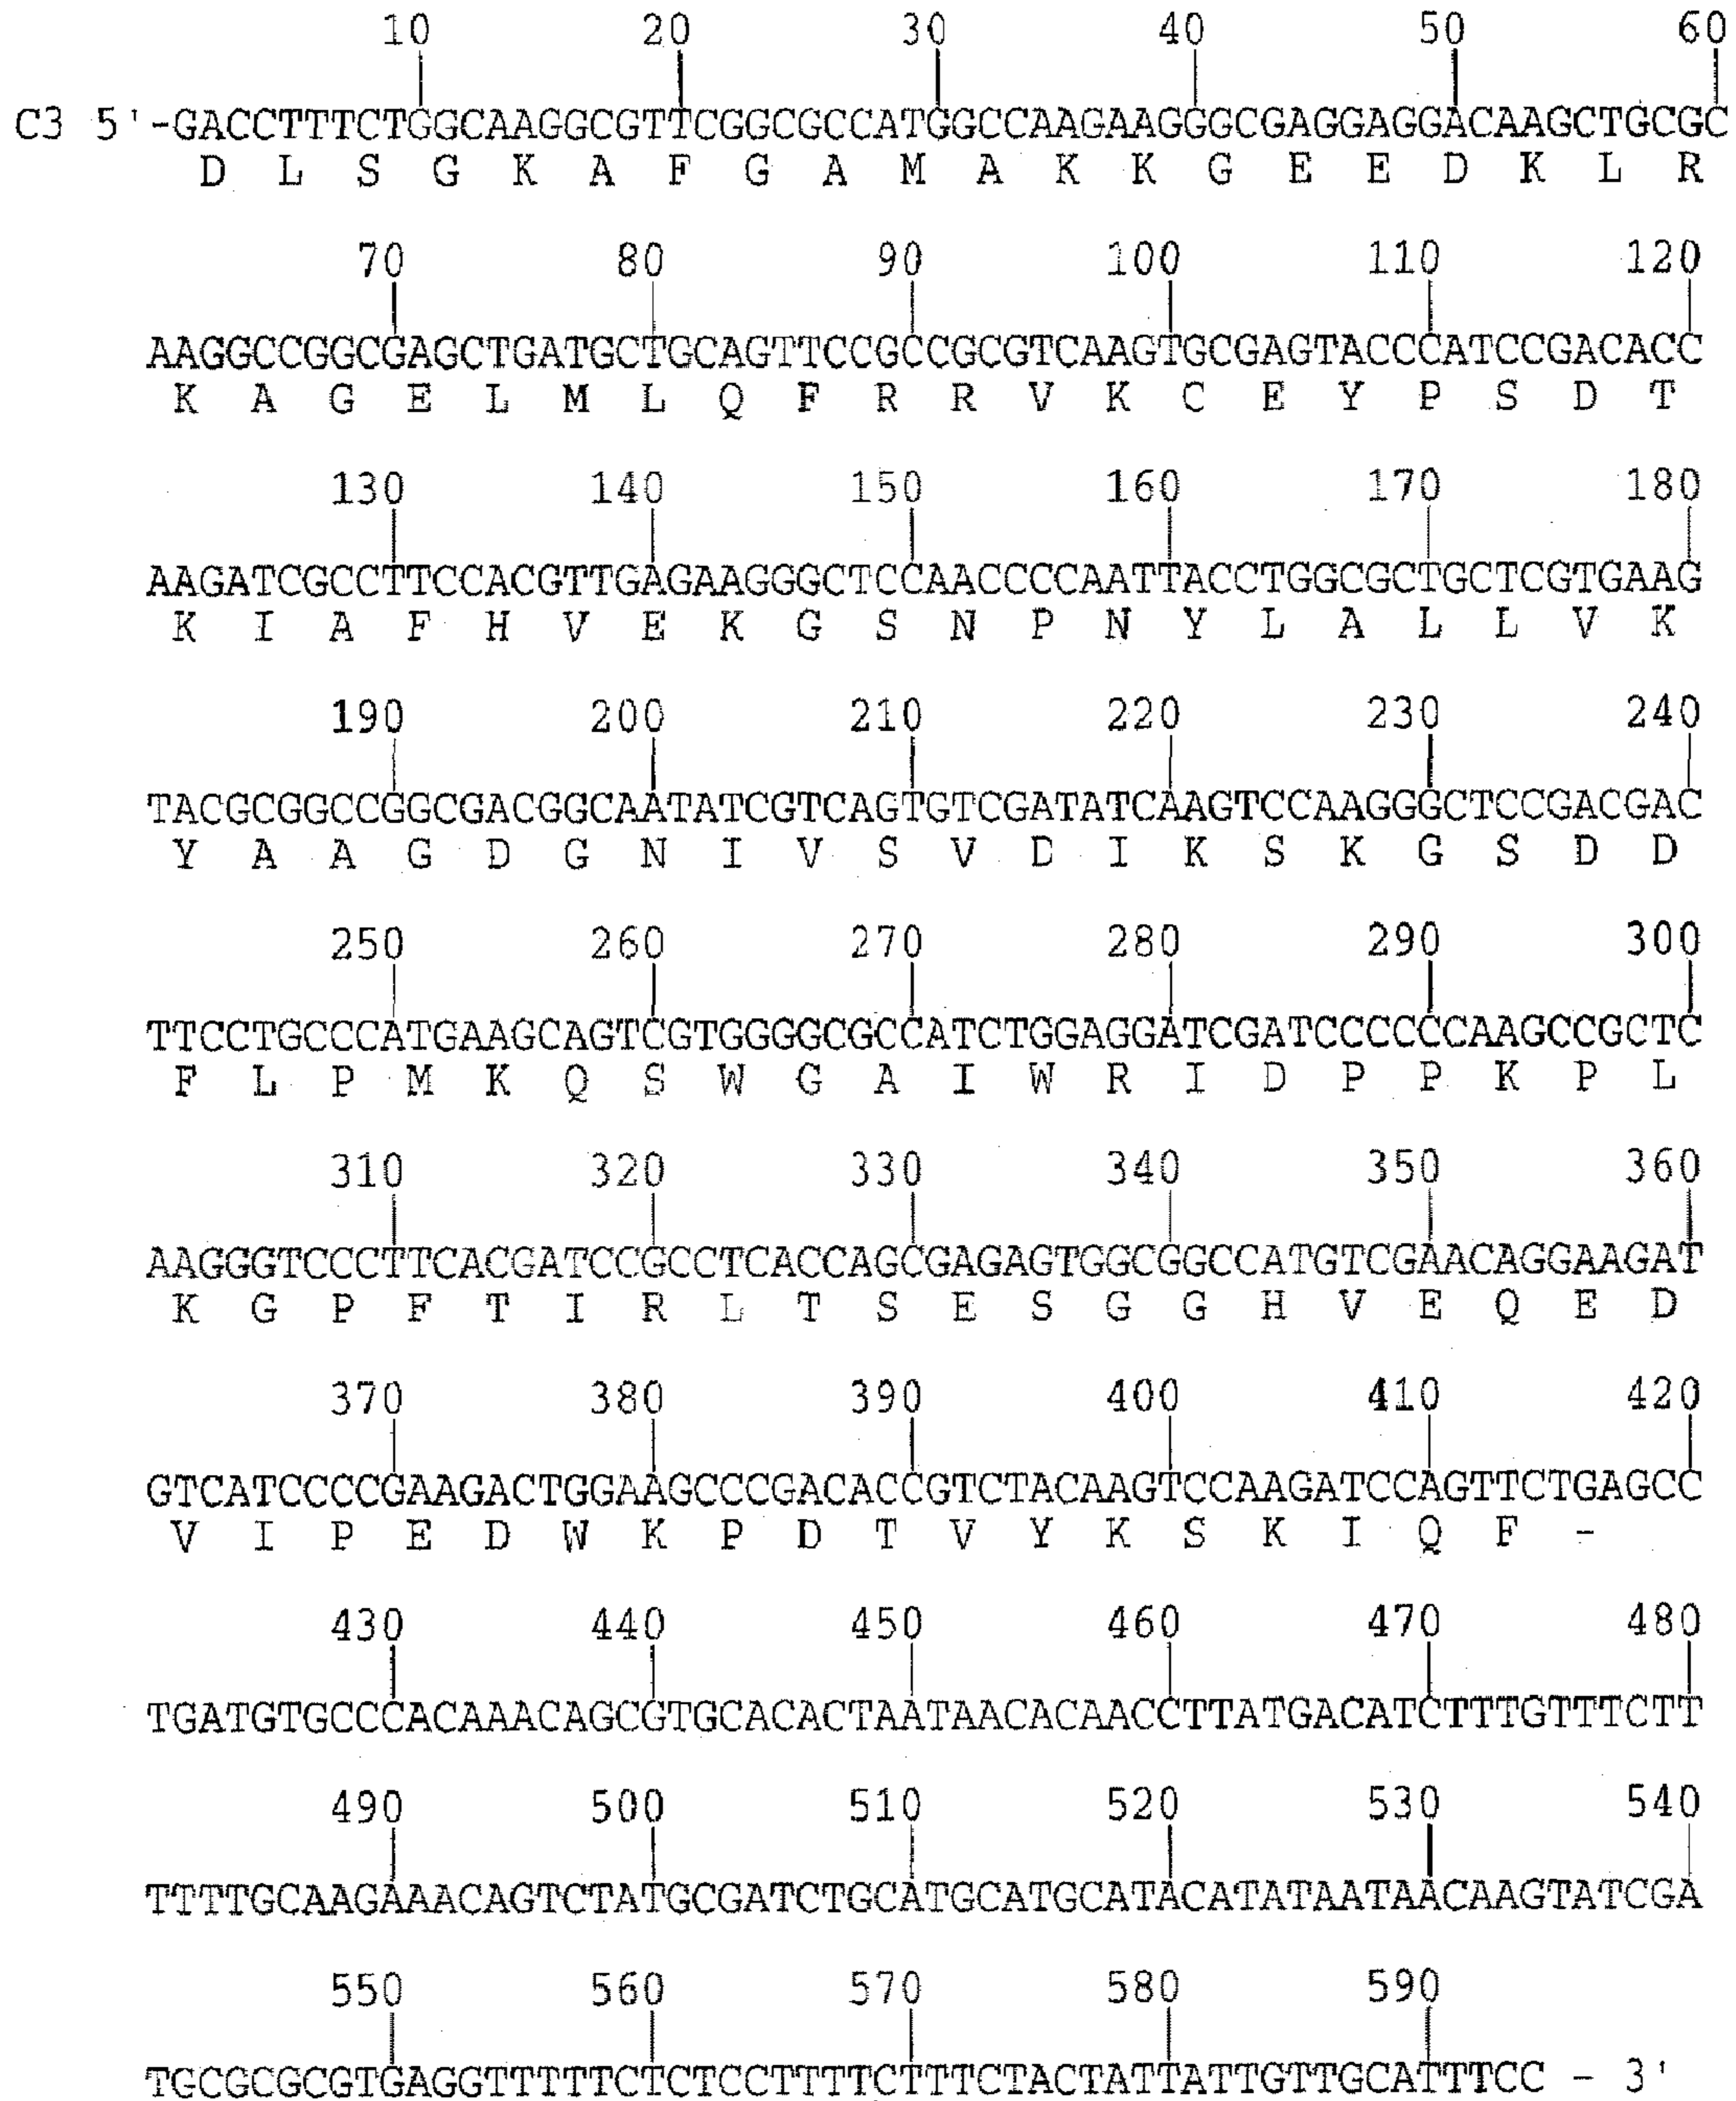 10 20 30 40 50 60
C3 5'-GACCTTTCTGGCAAGGCGTTCGGCGCCATGGCCAAGAAGGGCGAGGAGGACAAGCTGCGC
D L S G K A F G A M A K K G E E D K L R
70 80 90 100 110 120
AAGGCCGGCGAGCTGATGCTGCAGTTCCGCCGCGTCAAGTGCGAGTACCCATCCGACACC
K A G E L M L Q F R R V K C E Y P S D T
130 140 150 160 170 180
AAGATCGCCTTCCACGTTGAGAAGGGCTCCAACCCCAATTACCTGGCGCTGCTCGTGAAG
K I A F H V E K G S N P N Y L A L L V K
190 200 210 220 230 240
TACGCGGCCGGCGACGGCAATATCGTCAGTGTCGATATCAAGTCCAAGGGCTCCGACGAC
Y A A G D G N I V S V D I K S K G S D D
250 260 270 280 290 300
TTCCTGCCCATGAAGCAGTCGTGGGGCGCCATCTGGAGGATCGATCCCCCCAAGCCGCTC
F L P M K Q S W G A I W R I D P P K P L
310 320 330 340 350 360
AAGGGTCCCTTCACGATCCGCCTCACCAGCGAGAGTGGCGGCCATGTCGAACAGGAAGAT
K G P F T I R L T S E S G G H V E Q E D
370 380 390 400 410 420
GTCATCCCCGAAGACTGGAAGCCCGACACCGTCTACAAGTCCAAGATCCAGTTCTGAGCC
V I P E D W K P D T V Y K S K I Q F -
430 440 450 460 470 480
TGATGTGCCCACAAACAGCGTGCACACTAATAACACAACCTTATGACATCTTTGTTTCTT
490 500 510 520 530 540
TTTTGCAAGAAACAGTCTATGCGATCTGCATGCATGCATACATATAATAACAAGTATCGA
550 560 570 580 590
TGCGCGCGTGAGGTTTTTCTCTCCTTTTCTTTCTACTATTATTGTTGCATTTCC - 3'